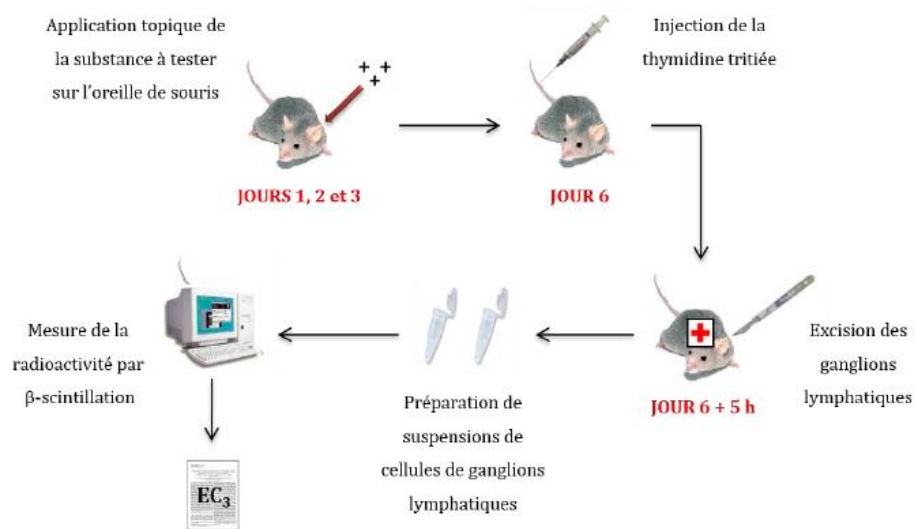 Application topique de
la substance à tester
sur l'oreille de souris
JOURS 1, 2 et 3
Injection de la
thymidine tritiée
JOUR 6
Excision des
ganglions
lymphatiques
JOUR 6 + 5 h
Préparation de
suspensions de
cellules de ganglions
lymphatiques
Mesure de la
radioactivité par
β-scintillation
EC₃